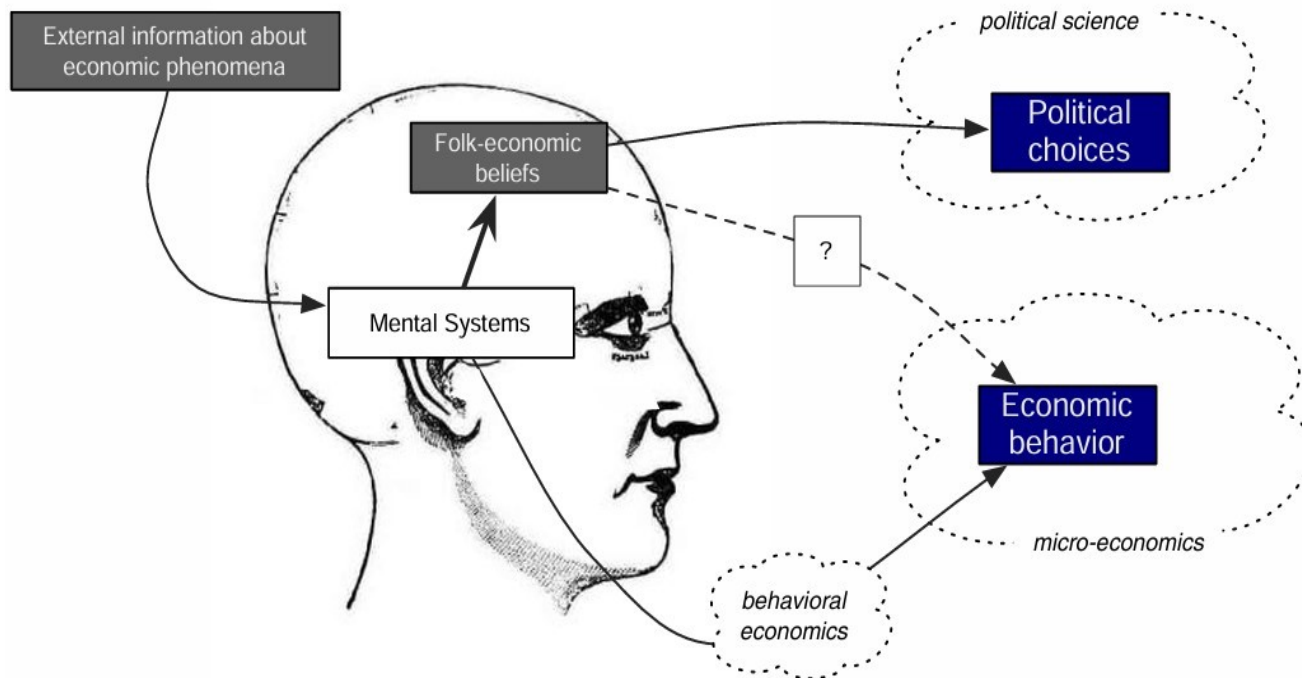 External information about
economic phenomena
political science
Political
choices
Folk-economic
beliefs
?
Mental Systems
Economic
behavior
micro-economics
behavioral
economics